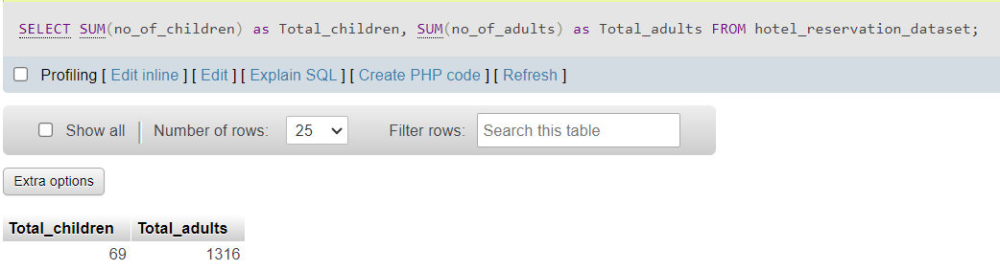 SELECT SUM(no_of_children) as Total_children, SUM(no_of_adults) as Total_adults FROM hotel_reservation_dataset;
Profiling [ Edit inline ] [ Edit ] [ Explain SQL ] [ Create PHP code ] [ Refresh ]
Show all Number of rows: 25 Filter rows: Search this table
Extra options
Total_children Total_adults
69 1316